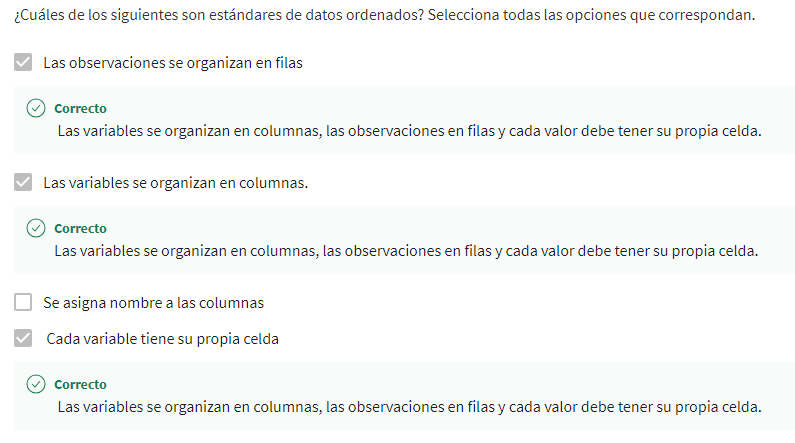 ¿Cuáles de los siguientes son estándares de datos ordenados? Selecciona todas las opciones que correspondan.
Las observaciones se organizan en filas
Correcto
Las variables se organizan en columnas, las observaciones en filas y cada valor debe tener su propia celda.
Las variables se organizan en columnas.
Correcto
Las variables se organizan en columnas, las observaciones en filas y cada valor debe tener su propia celda.
Se asigna nombre a las columnas
Cada variable tiene su propia celda
Correcto
Las variables se organizan en columnas, las observaciones en filas y cada valor debe tener su propia celda.